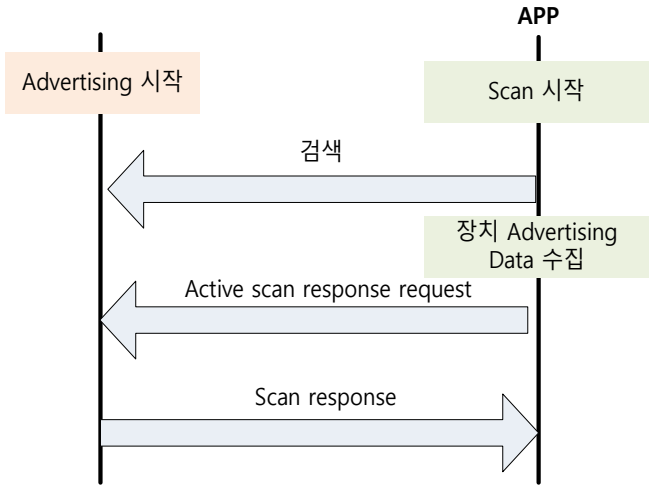 APP
Advertising 시작
Scan 시작
검색
장치 Advertising
Data 수집
Active scan response request
Scan response